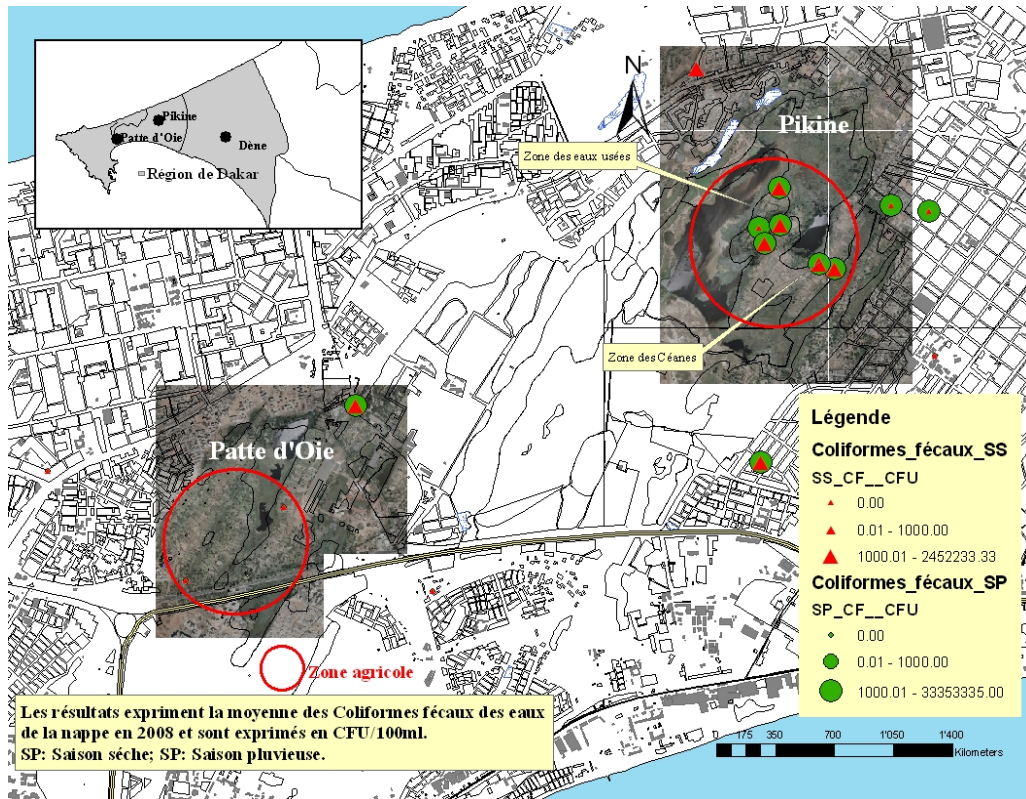 Pikine
Patte d'Oie
Dène
Région de Dakar
N
Pikine
Zone des eaux usées
Zone des Céanes
Patte d'Oie
Zone agricole
Les résultats expriment la moyenne des Coliformes fécaux des eaux
de la nappe en 2008 et sont exprimés en CFU/100ml.
SP: Saison séche; SP: Saison pluvieuse.
Légende
Coliformes_fécaux_SS
SS_CF__CFU
0.00
0.01 - 1000.00
1000.01 - 2452233.33
Coliformes_fécaux_SP
SP_CF__CFU
0.00
0.01 - 1000.00
1000.01 - 33353335.00
0 175 350 700 1'050 1'400
Kilometers